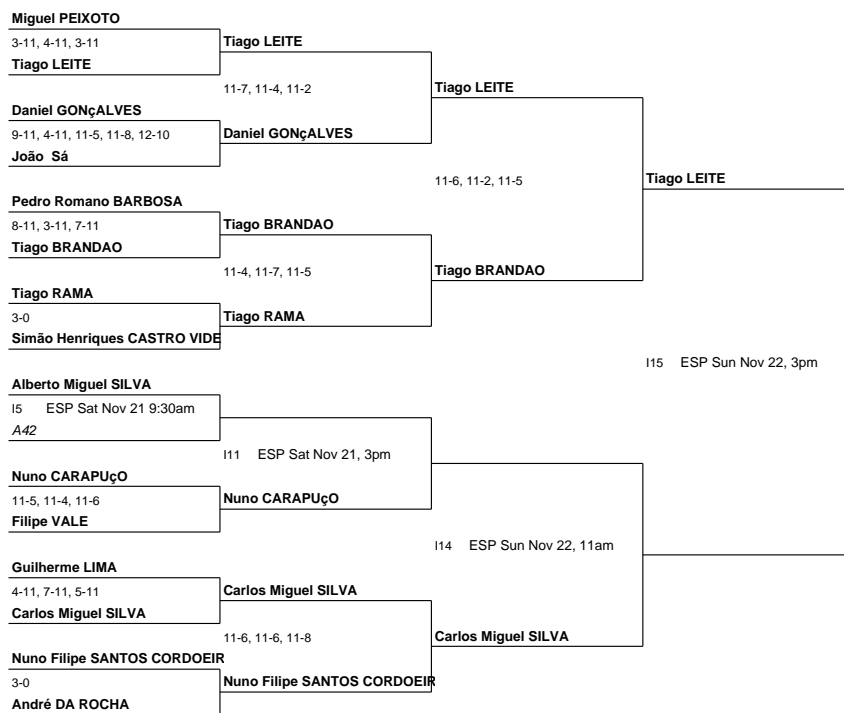 Miguel PEIXOTO
3-11, 4-11, 3-11
Tiago LEITE
Tiago LEITE
11-7, 11-4, 11-2
Tiago LEITE
Daniel GONçALVES
9-11, 4-11, 11-5, 11-8, 12-10
Daniel GONçALVES
João Sá
11-6, 11-2, 11-5
Tiago LEITE
Pedro Romano BARBOSA
8-11, 3-11, 7-11
Tiago BRANDAO
Tiago BRANDAO
11-4, 11-7, 11-5
Tiago BRANDAO
Tiago RAMA
3-0
Tiago RAMA
Simão Henriques CASTRO VIDE
I15 ESP Sun Nov 22, 3pm
Alberto Miguel SILVA
I5 ESP Sat Nov 21 9:30am
A42
I11 ESP Sat Nov 21, 3pm
Nuno CARAPUçO
11-5, 11-4, 11-6
Nuno CARAPUçO
Filipe VALE
I14 ESP Sun Nov 22, 11am
Guilherme LIMA
4-11, 7-11, 5-11
Carlos Miguel SILVA
Carlos Miguel SILVA
11-6, 11-6, 11-8
Carlos Miguel SILVA
Nuno Filipe SANTOS CORDOEIR
3-0
Nuno Filipe SANTOS CORDOEIR
André DA ROCHA